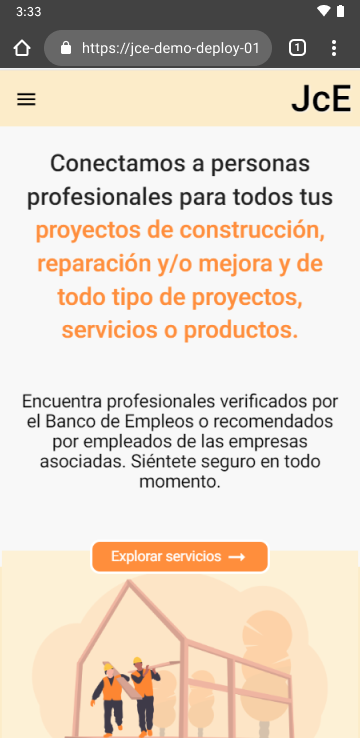 3:33
https://jce-demo-deploy-01
1
JcE
Conectamos a personas
profesionales para todos tus
proyectos de construcción,
reparación y/o mejora y de
todo tipo de proyectos,
servicios o productos.
Encuentra profesionales verificados por
el Banco de Empleos o recomendados
por empleados de las empresas
asociadas. Siéntete seguro en todo
momento.
Explorar servicios →